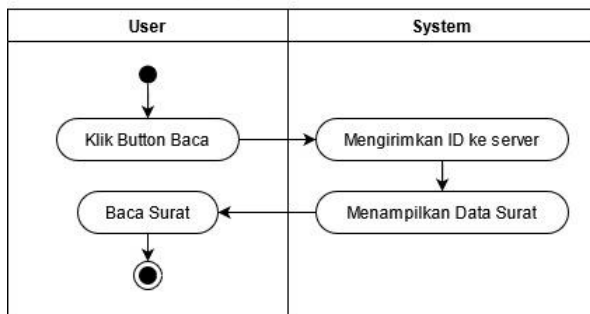 User
System
Klik Button Baca
Mengirimkan ID ke server
Baca Surat
Menampilkan Data Surat